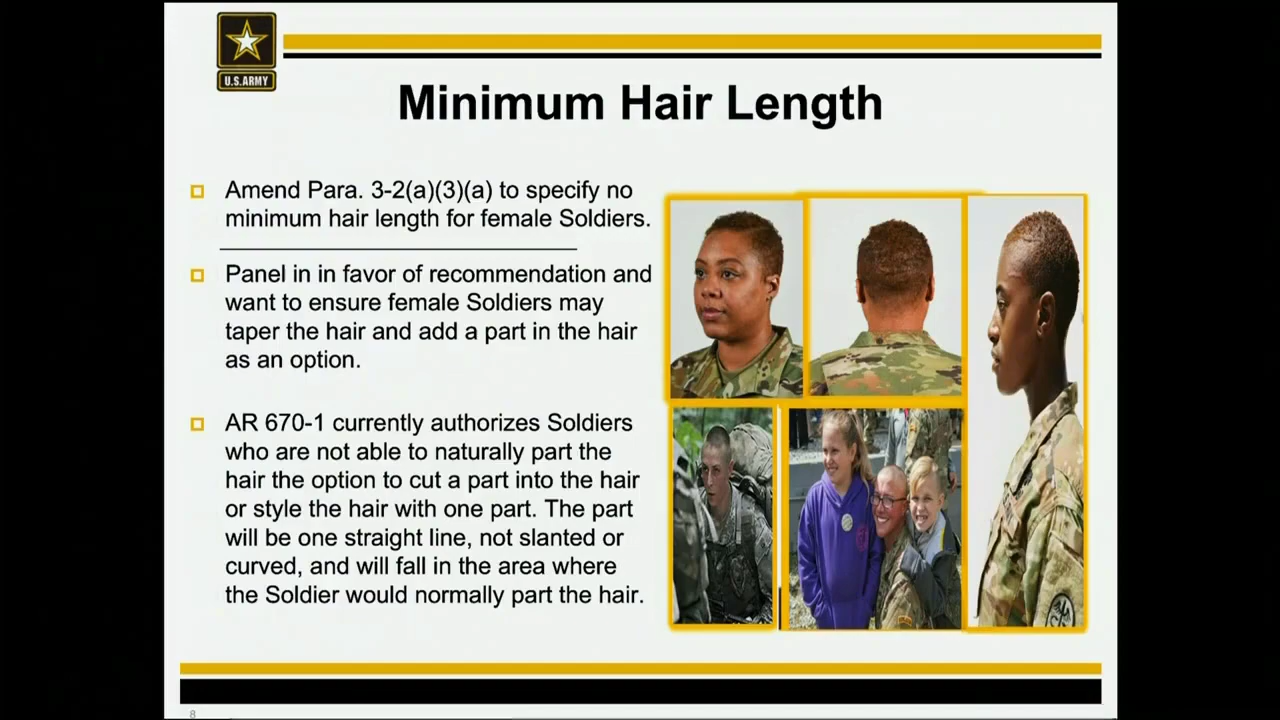 U.S.ARMY
Minimum Hair Length
Amend Para. 3-2(a)(3)(a) to specify no
minimum hair length for female Soldiers.
Panel in in favor of recommendation and
want to ensure female Soldiers may
taper the hair and add a part in the hair
as an option.
AR 670-1 currently authorizes Soldiers
who are not able to naturally part the
hair the option to cut a part into the hair
or style the hair with one part. The part
will be one straight line, not slanted or
curved, and will fall in the area where
the Soldier would normally part the hair.
8